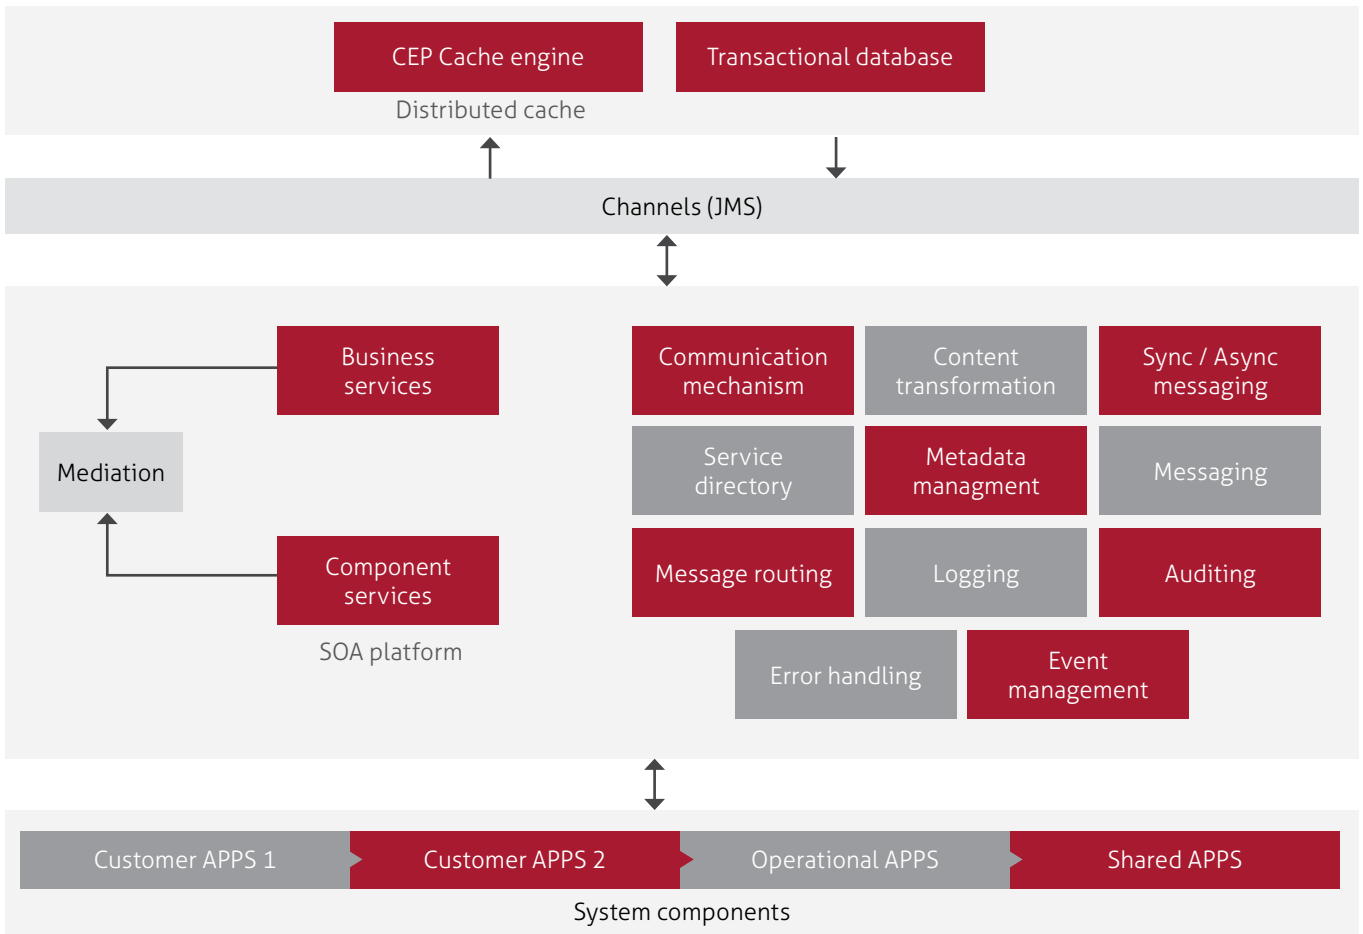 CEP Cache engine
Transactional database
Distributed cache
Channels (JMS)
Business
services
Mediation
Component
services
SOA platform
Communication
mechanism
Content
transformation
Sync / Async
messaging
Service
directory
Metadata
managment
Messaging
Message routing
Logging
Auditing
Error handling
Event
management
Customer APPS 1
Customer APPS 2
Operational APPS
Shared APPS
System components